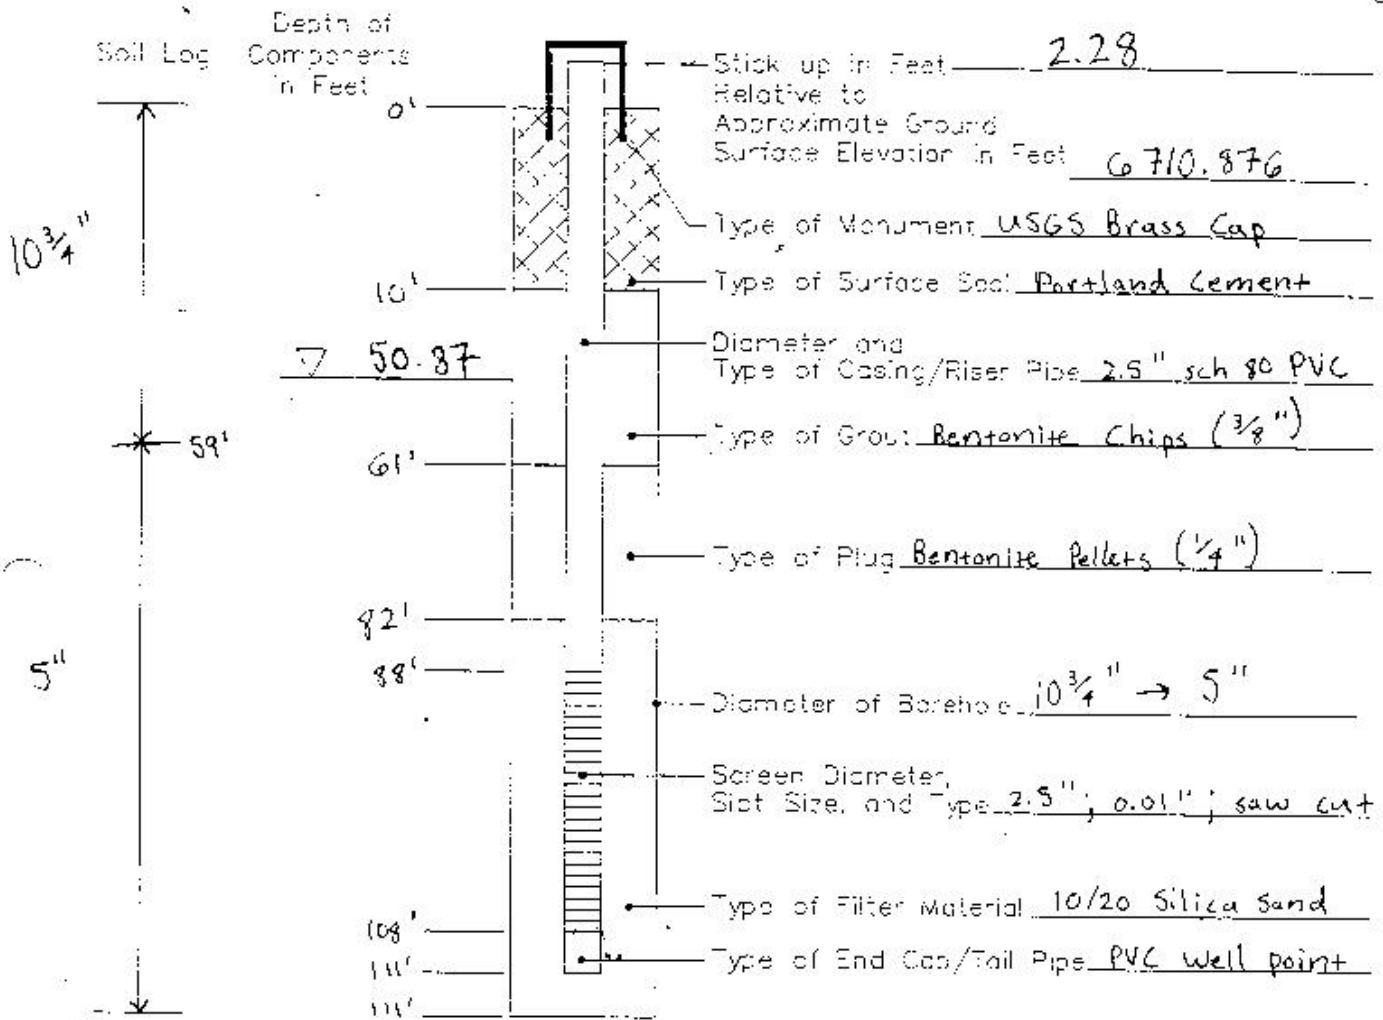 Soil Log
Depth of
Components
in Feet
0'
10 3/4"
10'
50.87
59'
61'
82'
88'
5"
108'
111'
111'
Stick up in Feet 2.28
Relative to
Approximate Ground
Surface Elevation in Feet 6710.876
Type of Monument USGS Brass Cap
Type of Surface Seal Portland Cement
Diameter and
Type of Casing/Riser Pipe 2.5" sch 80 PVC
Type of Grout Bentonite Chips (3/8")
Type of Plug Bentonite Pellets (1/4")
Diameter of Borehole 10 3/4" → 5"
Screen Diameter,
Slot Size, and Type 2.5"; 0.01"; saw cut
Type of Filter Material 10/20 Silica Sand
Type of End Cap/Tail Pipe PVC Well point